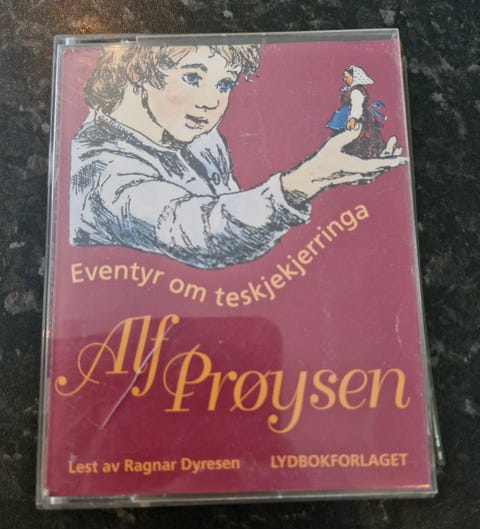 Eventyr om teskjekjerringa
Alf Prøysen
Lest av Ragnar Dyresen LYDBOKFORLAGET